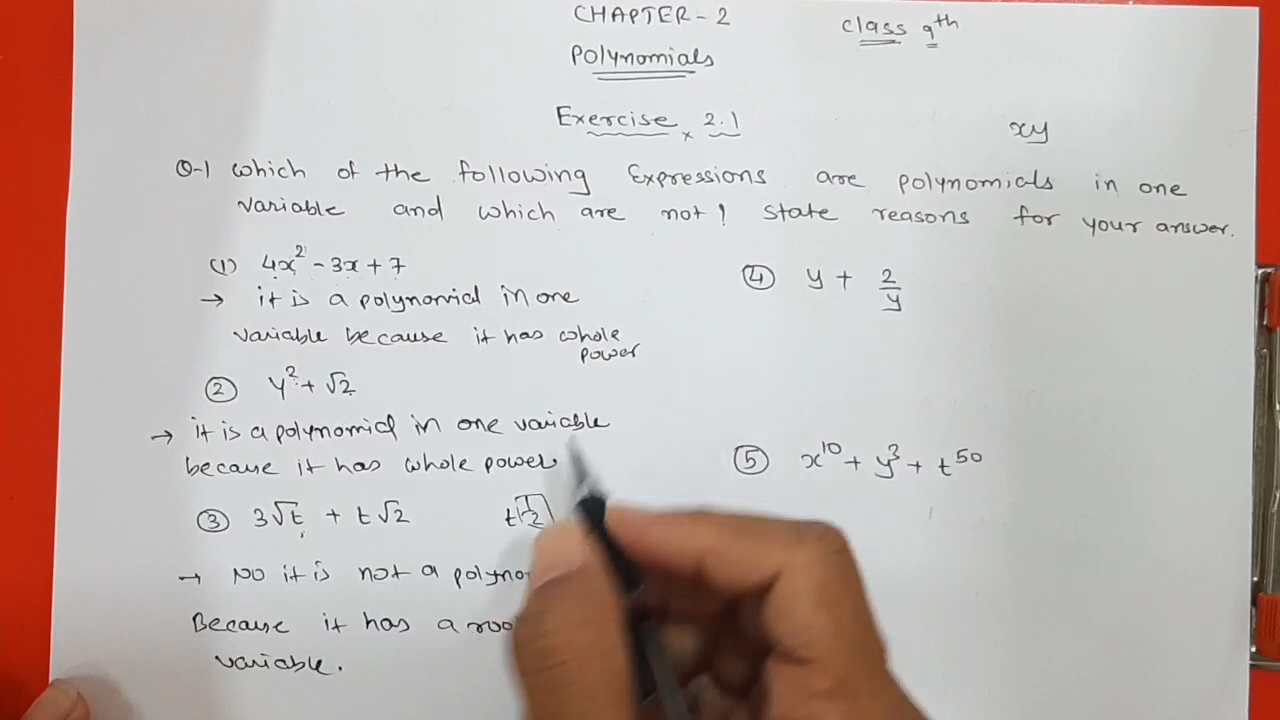 CHAPTER-2
class 9th
Polynomials
Exercise 2.1
xy
Q-1 which of the following Expressions are polynomials in one
variable and which are not! State reasons for your answer.
(1) 4x² - 3x + 7
→ it is a polynomial in one
variable because it has whole
power
② y² + √2
→ it is a polynomial in one variable
because it has whole power
③ 3√t + t√2 t 1/2
→ No it is not a
Because it has a
variable.
④ y + 2/y
⑤ x¹⁰ + y³ + t⁵⁰